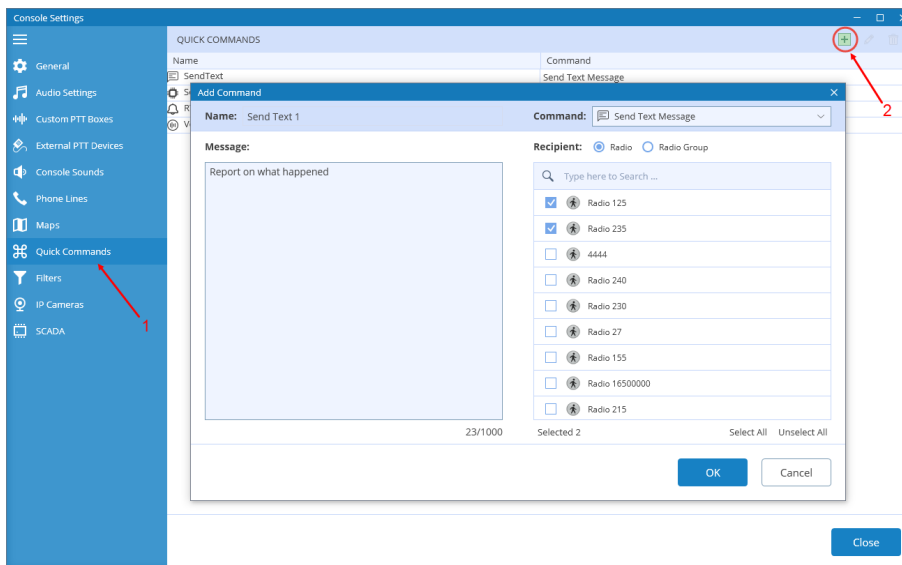 Console Settings
QUICK COMMANDS
General
Audio Settings
Custom PTT Boxes
External PTT Devices
Console Sounds
Phone Lines
Maps
Quick Commands
Filters
IP Cameras
SCADA
1
2
Name Command
SendText Send Text Message
Add Command
Name: Send Text 1 Command: Send Text Message
Message: Recipient: Radio Radio Group
Report on what happened
Type here to Search ...
Radio 125
Radio 235
4444
Radio 240
Radio 230
Radio 27
Radio 155
Radio 16500000
Radio 215
23/1000 Selected 2 Select All Unselect All
OK Cancel
Close